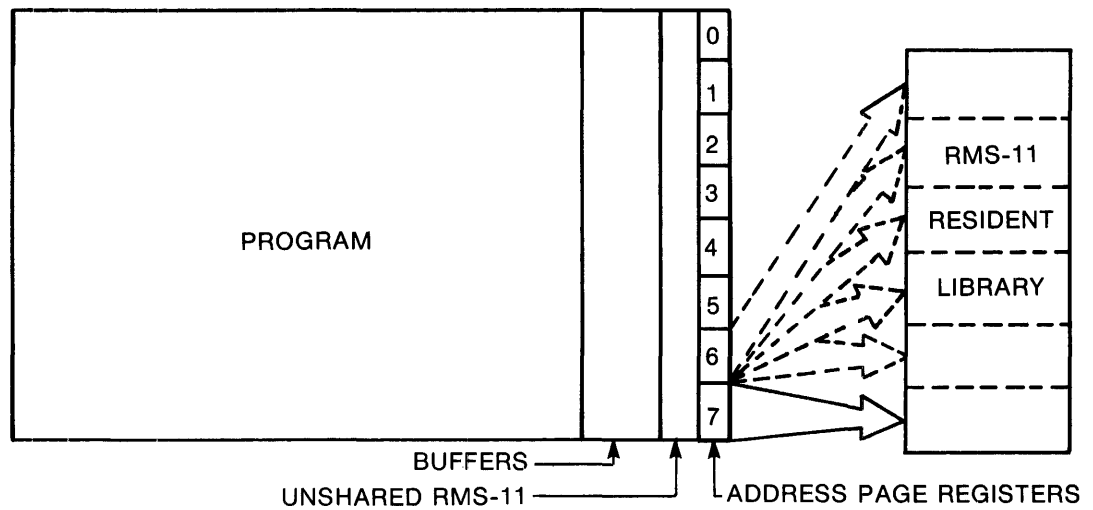 0
1
2
3
4
5
6
7
PROGRAM
RMS-11
RESIDENT
LIBRARY
BUFFERS
UNSHARED RMS-11
ADDRESS PAGE REGISTERS